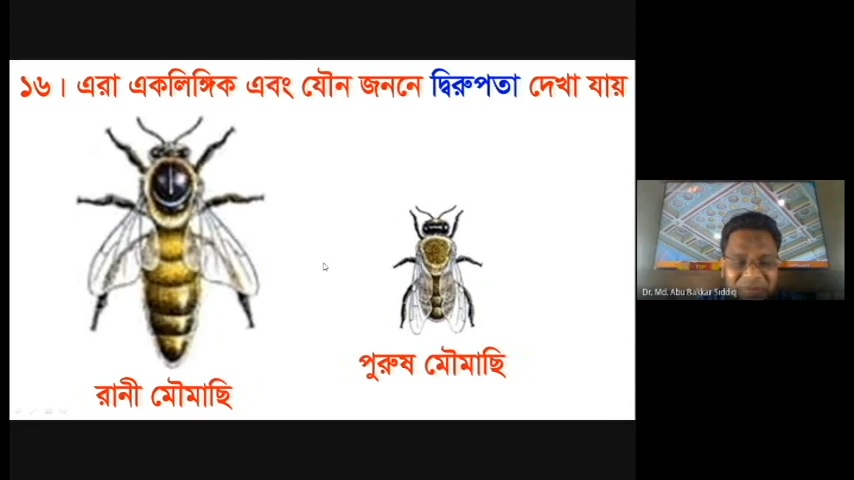 ১৬। এরা একলিঙ্গিক এবং যৌন জননে দ্বিরুপতা দেখা যায়
রানী মৌমাছি
পুরুষ মৌমাছি
Dr. Md. Abu Bakkar Siddiq